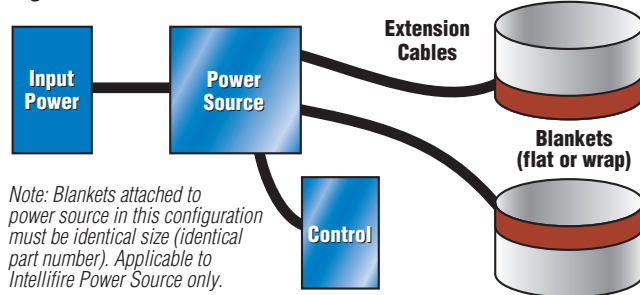 Extension
Cables
Input
Power
Power
Source
Blankets
(flat or wrap)
Control
Note: Blankets attached to
power source in this configuration
must be identical size (identical
part number). Applicable to
Intellifire Power Source only.